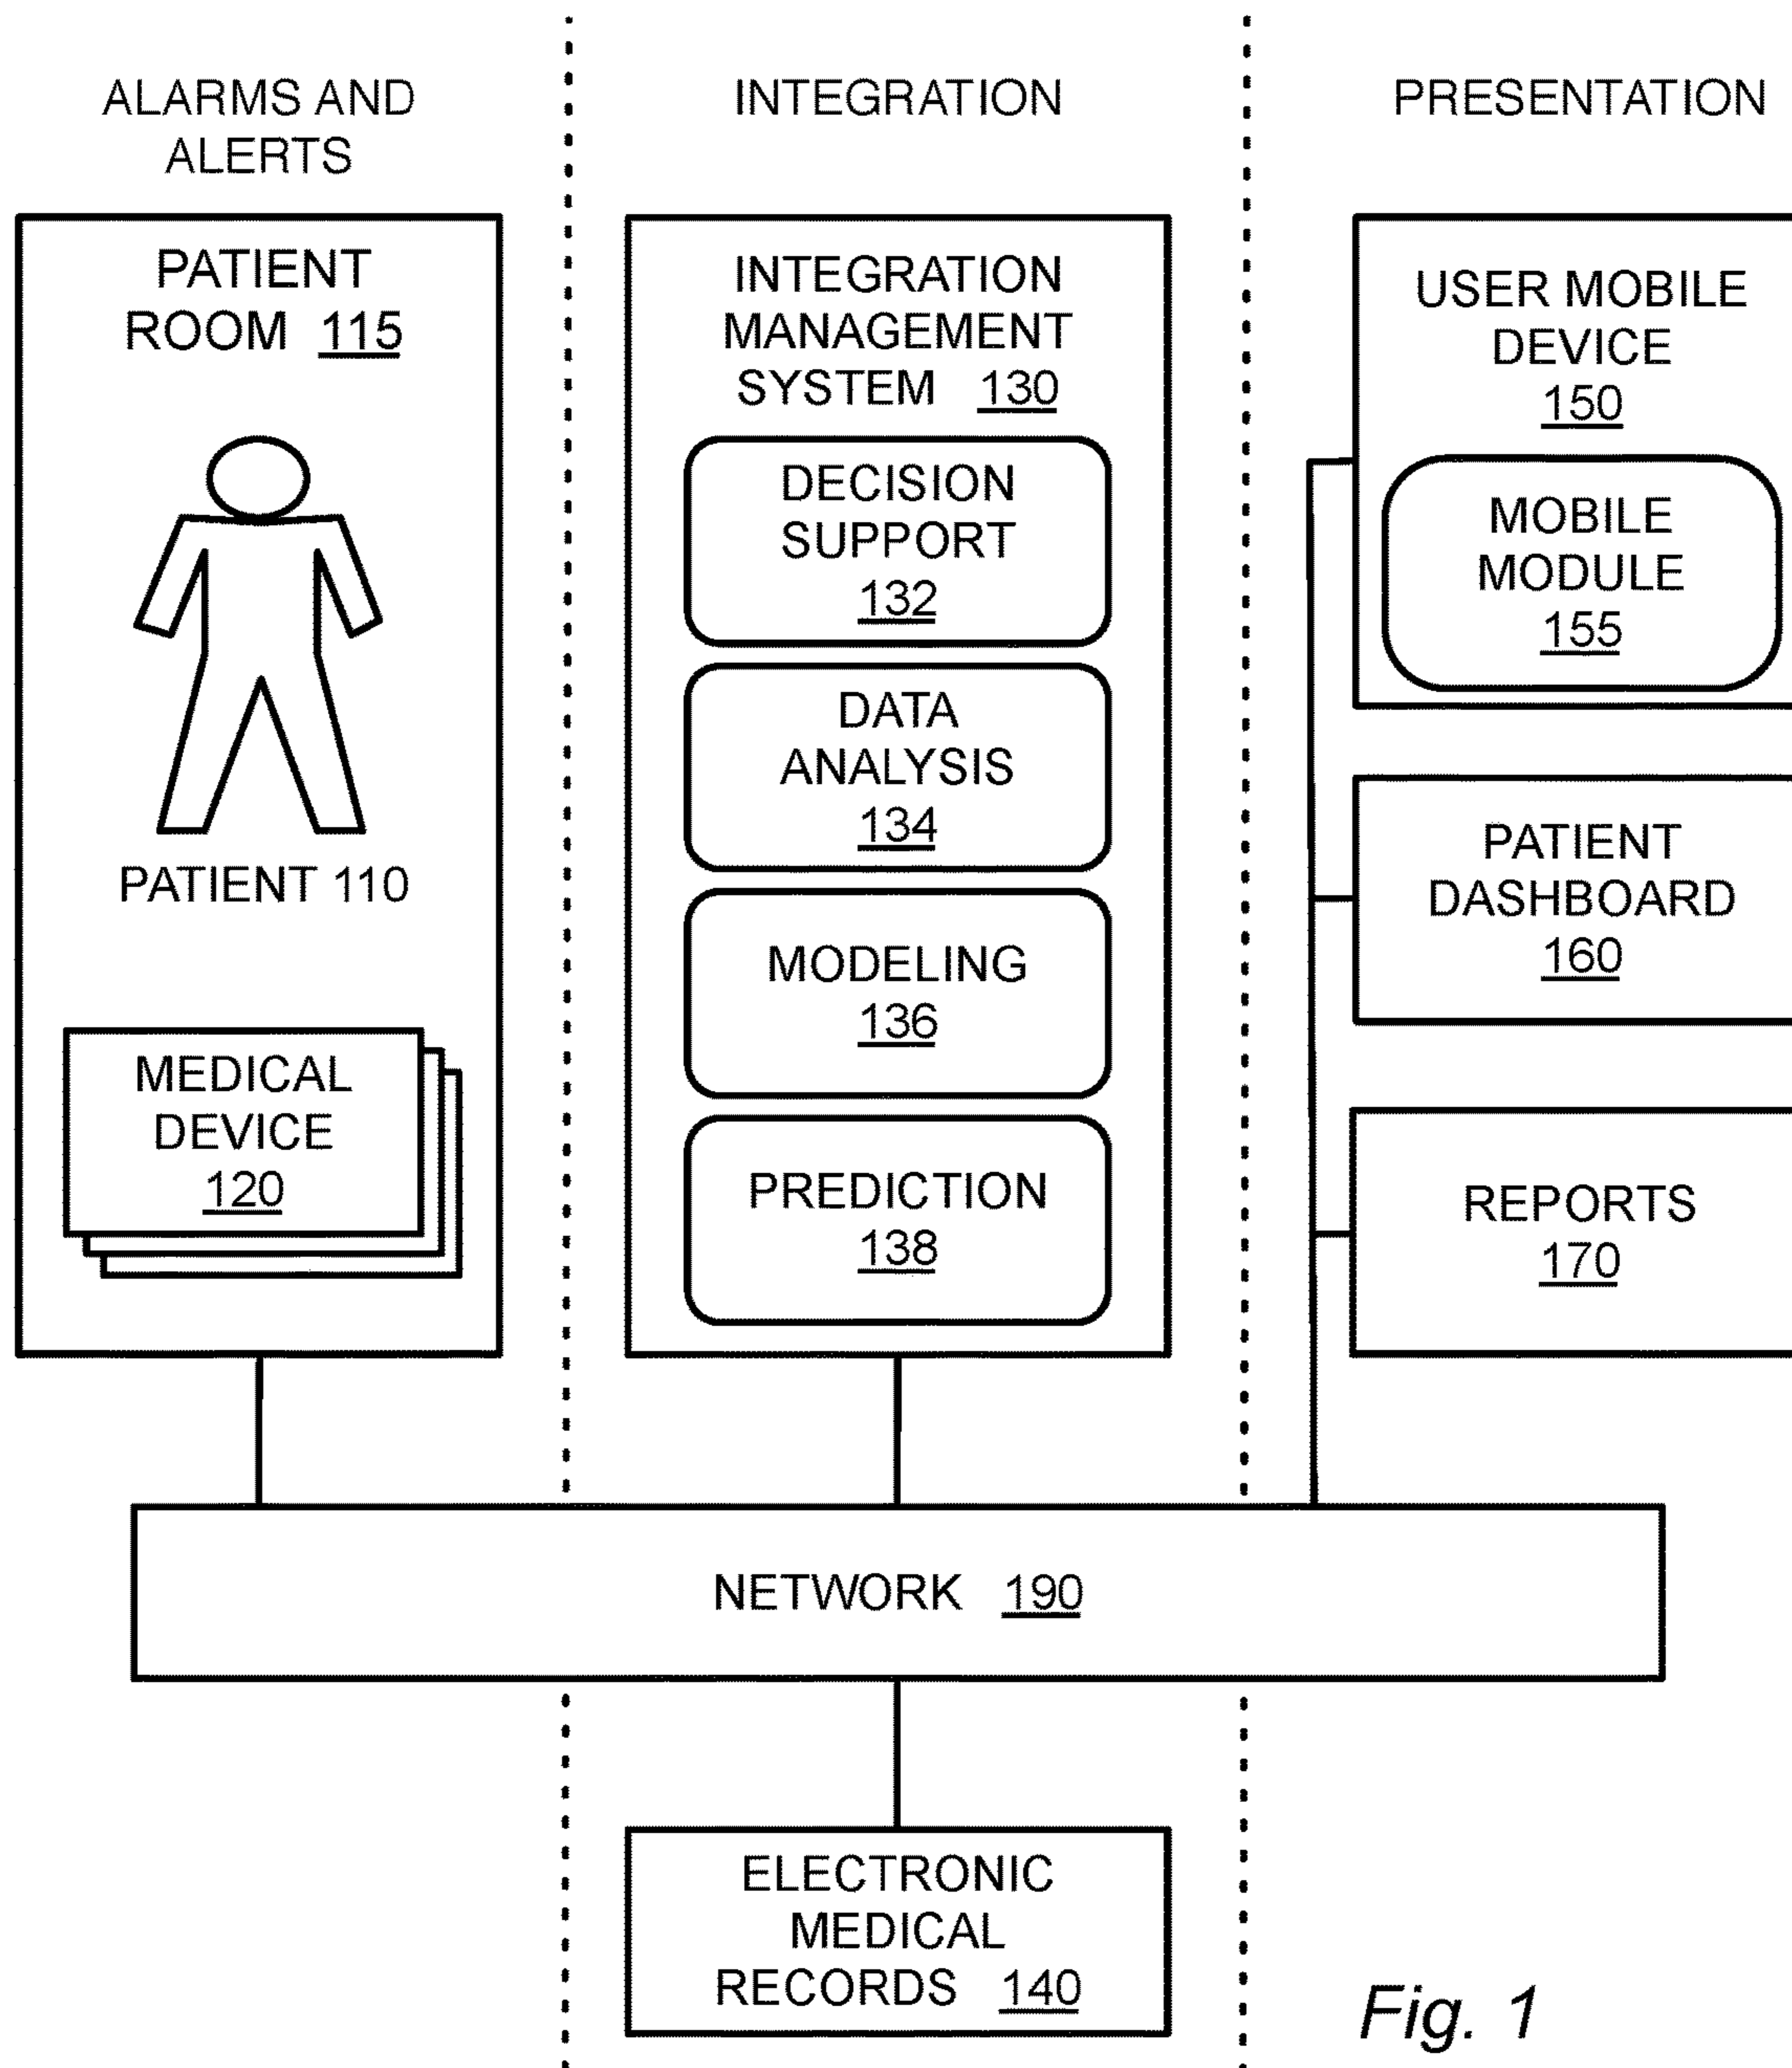 ALARMS AND
ALERTS
INTEGRATION
PRESENTATION
PATIENT
ROOM 115
PATIENT 110
MEDICAL
DEVICE
120
INTEGRATION
MANAGEMENT
SYSTEM 130
DECISION
SUPPORT
132
DATA
ANALYSIS
134
MODELING
136
PREDICTION
138
USER MOBILE
DEVICE
150
MOBILE
MODULE
155
PATIENT
DASHBOARD
160
REPORTS
170
NETWORK 190
ELECTRONIC
MEDICAL
RECORDS 140
Fig. 1